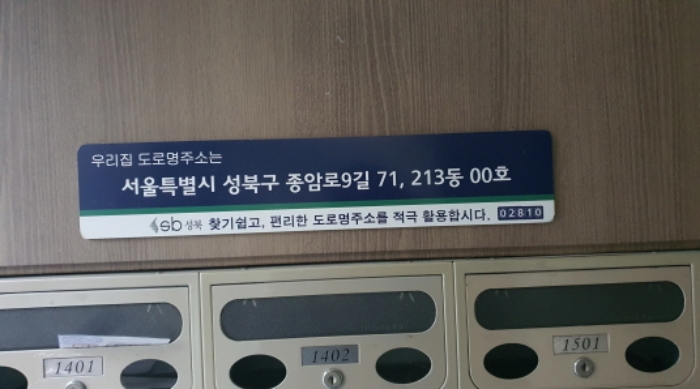 우리집 도로명주소는
서울특별시 성북구 종암로9길 71, 213동 00호
sb 성북 찾기쉽고, 편리한 도로명주소를 적극 활용합시다. 02810
1401 1402 1501